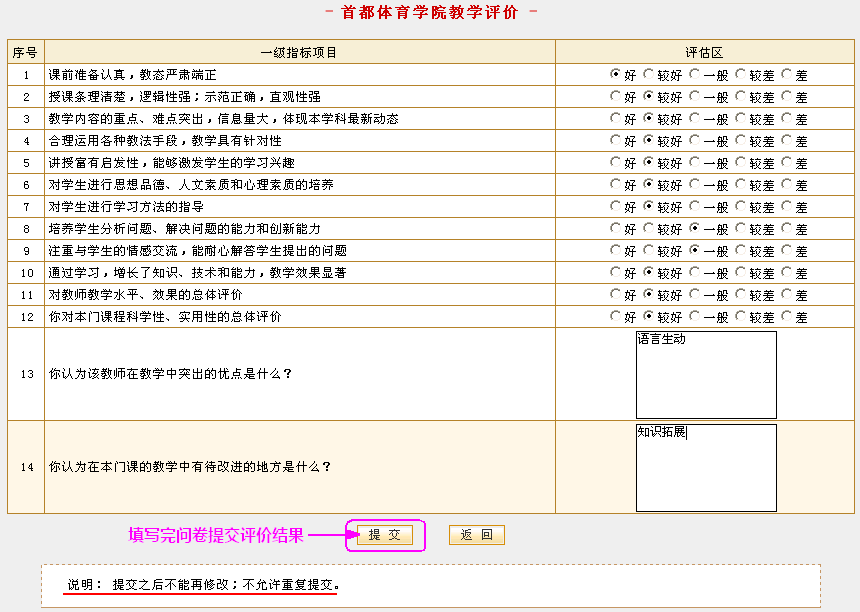 - 首都体育学院教学评价 -
序号 一级指标项目 评估区
1 课前准备认真，教态严肃端正 好 较好 一般 较差 差
2 授课条理清楚，逻辑性强；示范正确，直观性强 好 较好 一般 较差 差
3 教学内容的重点、难点突出，信息量大，体现本学科最新动态 好 较好 一般 较差 差
4 合理运用各种教法手段，教学具有针对性 好 较好 一般 较差 差
5 讲授富有启发性，能够激发学生的学习兴趣 好 较好 一般 较差 差
6 对学生进行思想品德、人文素质和心理素质的培养 好 较好 一般 较差 差
7 对学生进行学习方法的指导 好 较好 一般 较差 差
8 培养学生分析问题、解决问题的能力和创新能力 好 较好 一般 较差 差
9 注重与学生的情感交流，能耐心解答学生提出的问题 好 较好 一般 较差 差
10 通过学习，增长了知识、技术和能力，教学效果显著 好 较好 一般 较差 差
11 对教师教学水平、效果的总体评价 好 较好 一般 较差 差
12 你对本门课程科学性、实用性的总体评价 好 较好 一般 较差 差
13 你认为该教师在教学中突出的优点是什么？ 语言生动
14 你认为在本门课的教学中有待改进的地方是什么？ 知识拓展
填写完问卷提交评价结果 提 交 返 回
说明： 提交之后不能再修改；不允许重复提交。